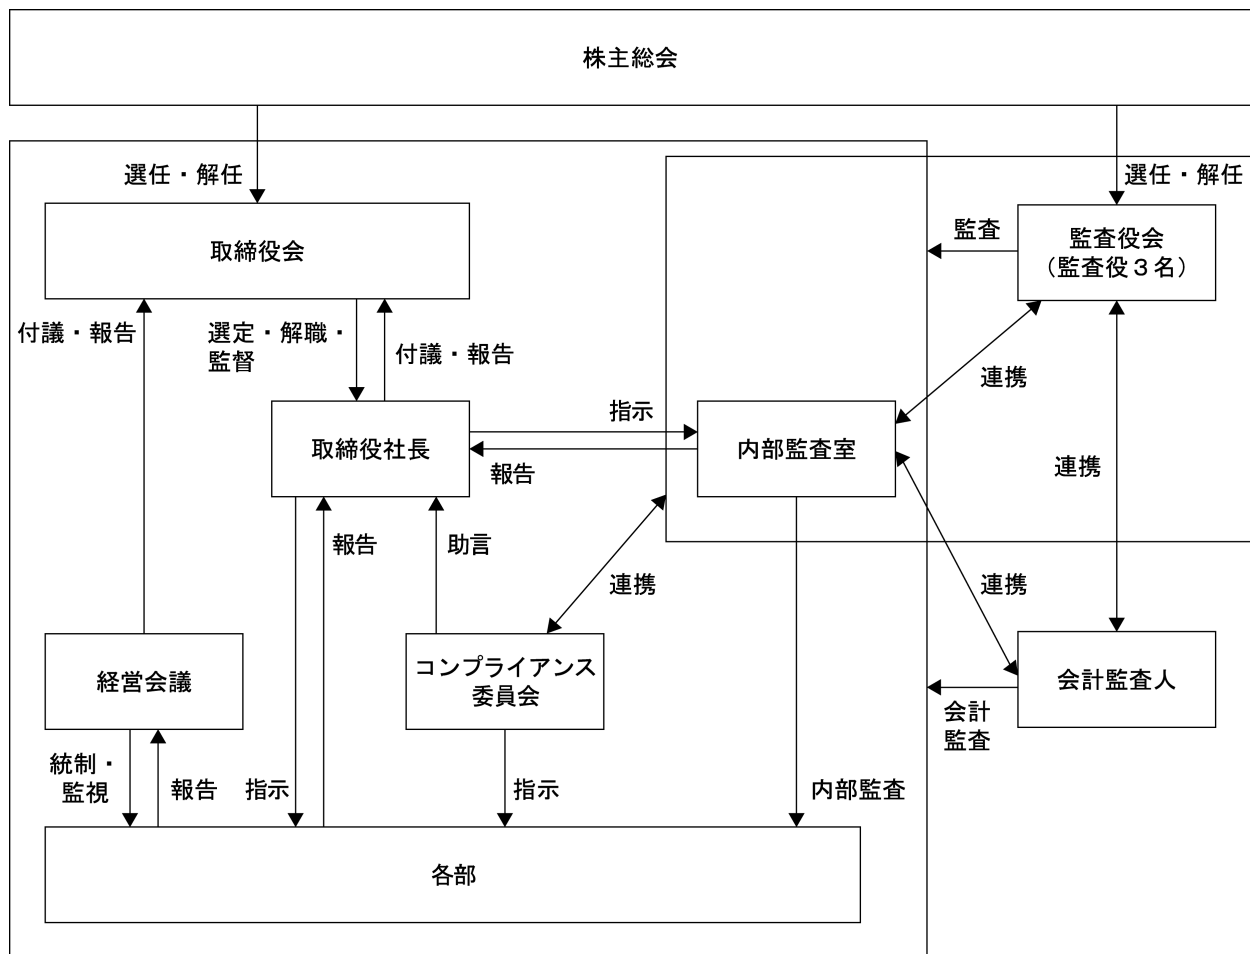 株主総会
選任・解任
選任・解任
取締役会
監査
監査役会
（監査役３名）
付議・報告
選定・解職・
監督
付議・報告
連携
取締役社長
指示
報告
内部監査室
連携
報告
助言
連携
連携
経営会議
コンプライアンス
委員会
会計監査人
会計
監査
統制・
監視
報告
指示
指示
内部監査
各部